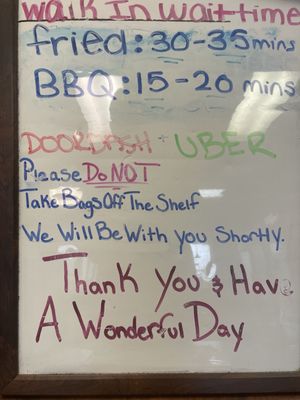 Walk In wait time
fried: 30-35 mins
BBQ: 15-20 mins
DOORDASH + UBER
Please Do NOT
Take Bags Off The Shelf
We Will Be With you Shortly.
Thank You & Have
A Wonderful Day